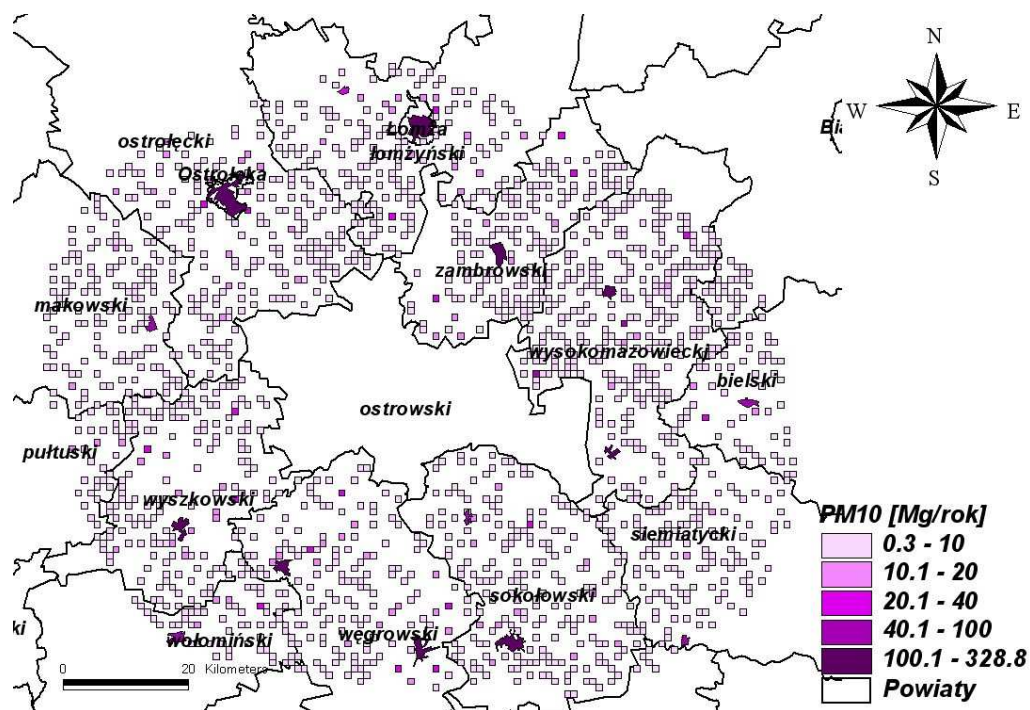 N
W
E
S
Bi
ostrołęcki
Łomża
łomżyński
Ostrołęka
zambrowski
makowski
wysokomazowiecki
bielski
ostrowski
pułtuski
wyszkowski
siemiatycki
sokołowski
ki
wołomiński
węgrowski
0 20 Kilometers
PM10 [Mg/rok]
0.3 - 10
10.1 - 20
20.1 - 40
40.1 - 100
100.1 - 328.8
Powiaty